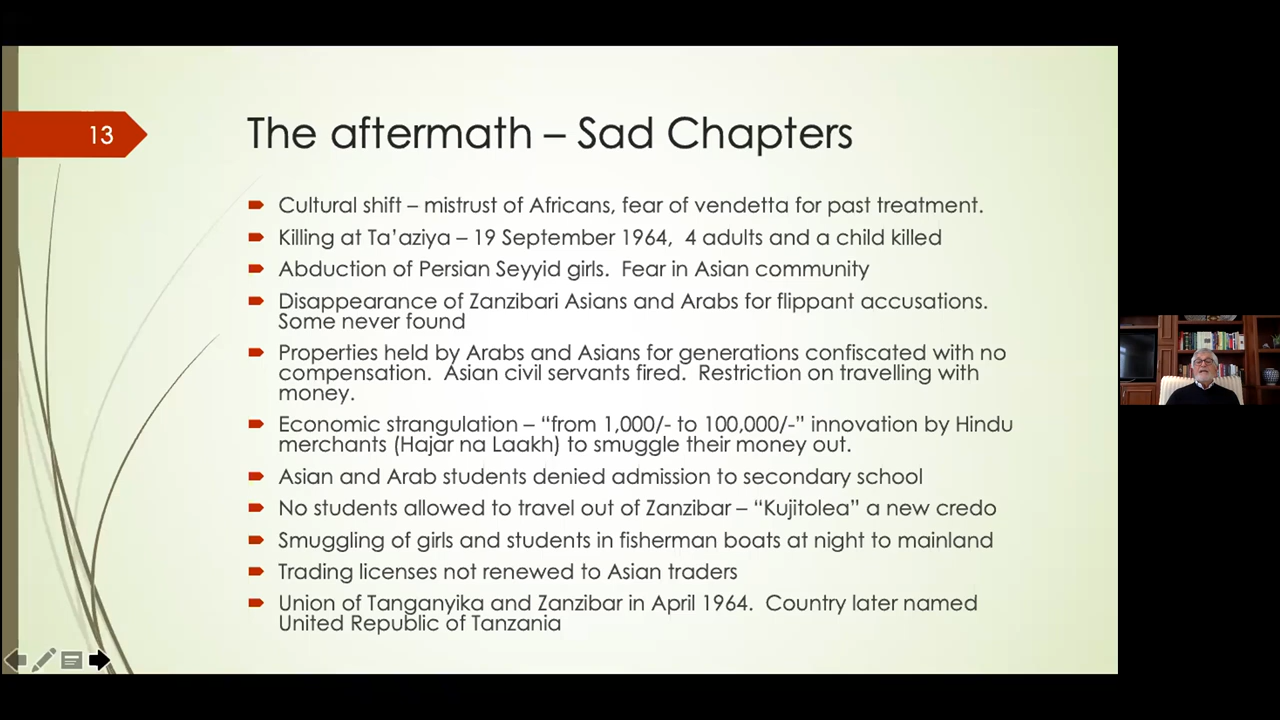 13
The aftermath – Sad Chapters
Cultural shift – mistrust of Africans, fear of vendetta for past treatment.
Killing at Ta’aziya – 19 September 1964,  4 adults and a child killed
Abduction of Persian Seyyid girls.  Fear in Asian community
Disappearance of Zanzibari Asians and Arabs for flippant accusations.
Some never found
Properties held by Arabs and Asians for generations confiscated with no
compensation.  Asian civil servants fired.  Restriction on travelling with
money.
Economic strangulation – “from 1,000/- to 100,000/-” innovation by Hindu
merchants (Hajar na Laakh) to smuggle their money out.
Asian and Arab students denied admission to secondary school
No students allowed to travel out of Zanzibar – “Kujitolea” a new credo
Smuggling of girls and students in fisherman boats at night to mainland
Trading licenses not renewed to Asian traders
Union of Tanganyika and Zanzibar in April 1964.  Country later named
United Republic of Tanzania